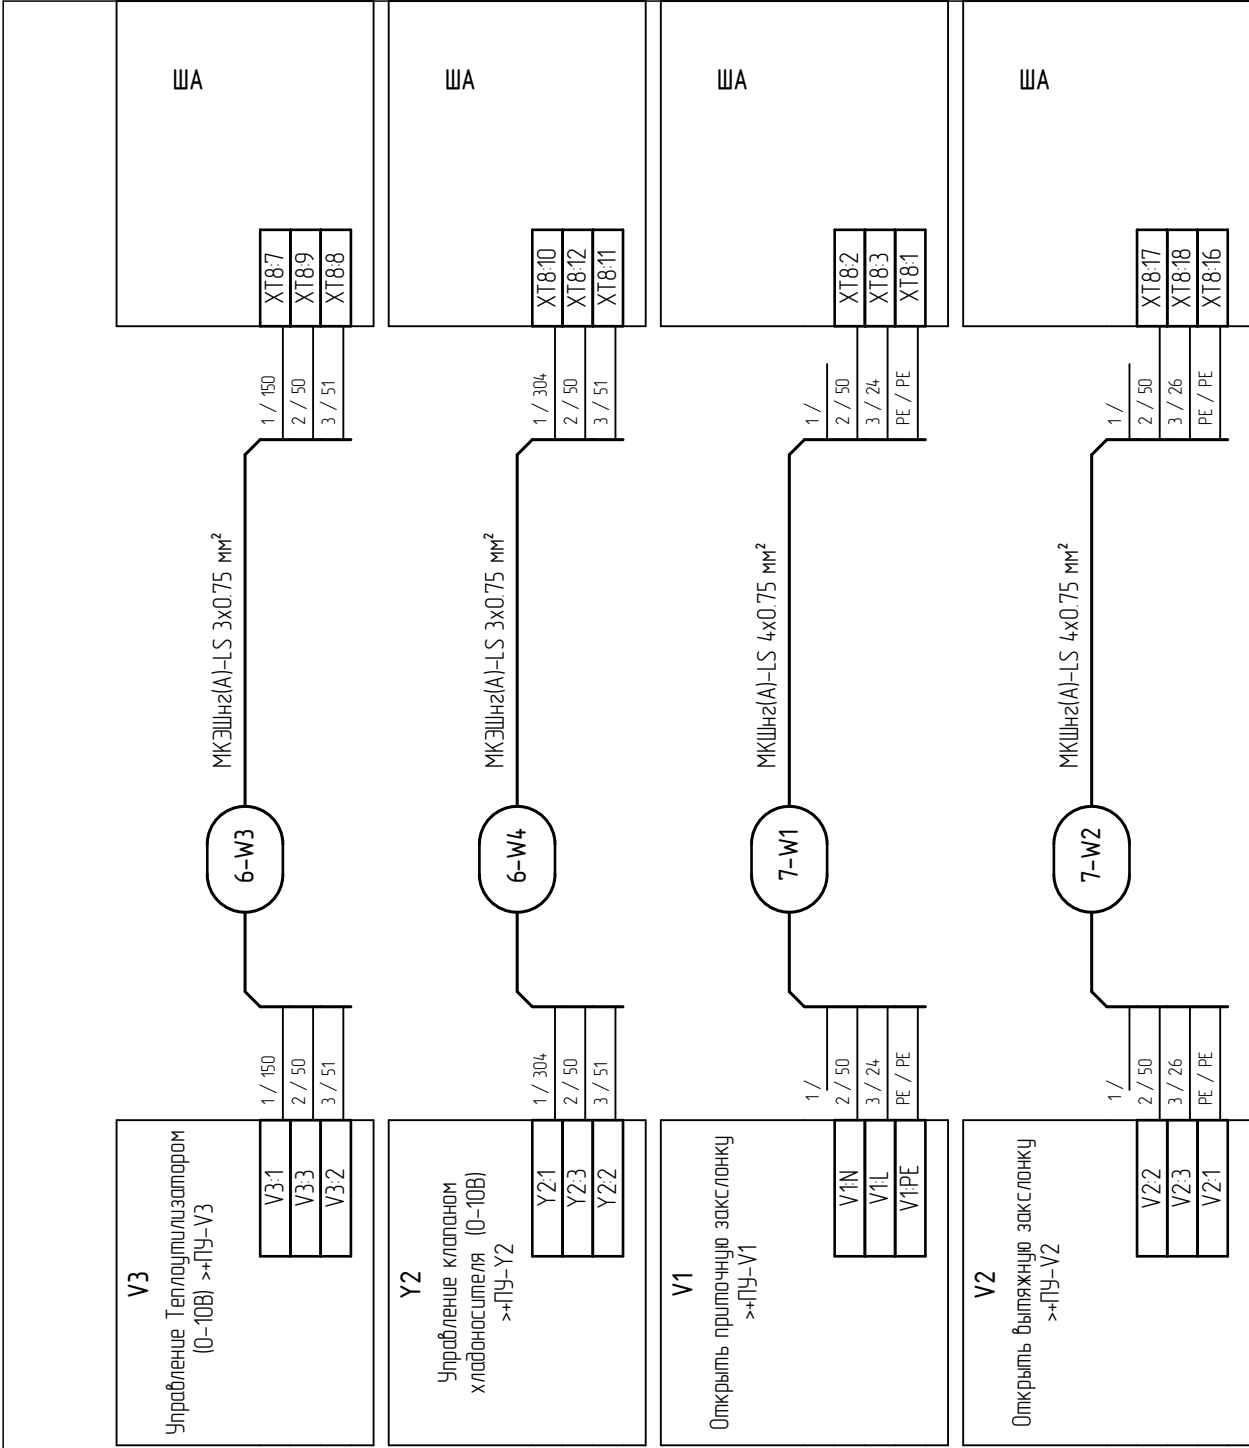 ША
XT8:7
XT8:9
XT8:8
1 / 150
2 / 50
3 / 51
МКЭШнг(А)-LS 3x0.75 мм²
6-W3
1 / 150
2 / 50
3 / 51
V3
Управление Теплоутилизатором
(0-10В) >+ПУ-V3
V3:1
V3:3
V3:2
ША
XT8:10
XT8:12
XT8:11
1 / 304
2 / 50
3 / 51
МКЭШнг(А)-LS 3x0.75 мм²
6-W4
1 / 304
2 / 50
3 / 51
Y2
Управление клапаном
хладоносителя (0-10В)
>+ПУ-Y2
Y2:1
Y2:3
Y2:2
ША
XT8:2
XT8:3
XT8:1
1 /
2 / 50
3 / 24
PE / PE
МКШнг(А)-LS 4x0.75 мм²
7-W1
1 /
2 / 50
3 / 24
PE / PE
V1
Открыть приточную закслонку
>+ПУ-V1
V1:N
V1:L
V1:PE
ША
XT8:17
XT8:18
XT8:16
1 /
2 / 50
3 / 26
PE / PE
МКШнг(А)-LS 4x0.75 мм²
7-W2
1 /
2 / 50
3 / 26
PE / PE
V2
Открыть вытяжную закслонку
>+ПУ-V2
V2:2
V2:3
V2:1